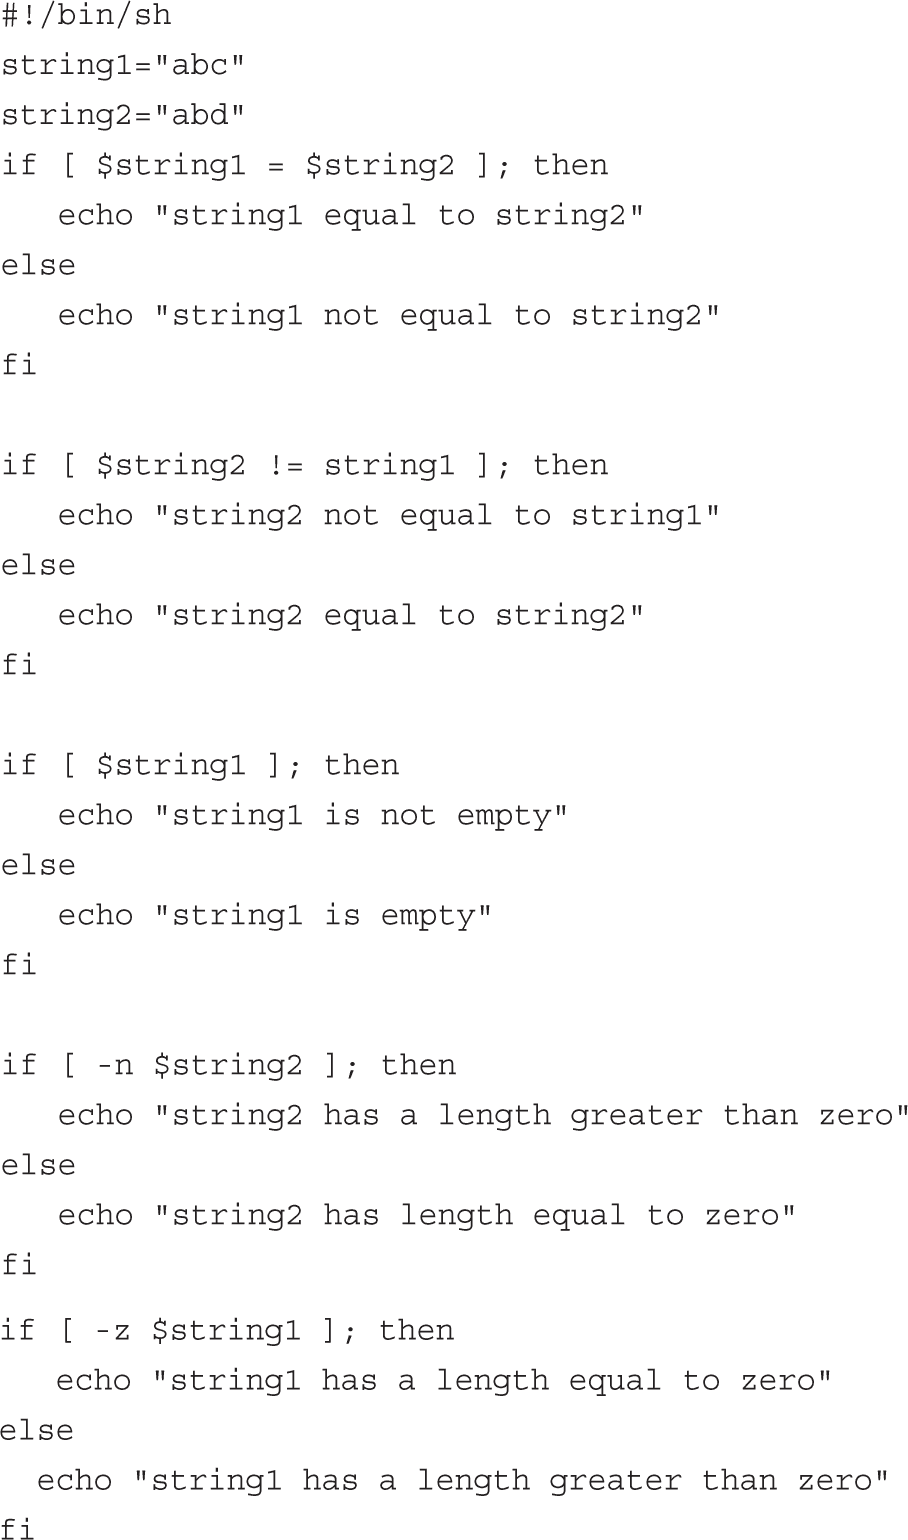 #!/bin/sh
string1="abc"
string2="abd"
if [ $string1 = $string2 ]; then
   echo "string1 equal to string2"
else
   echo "string1 not equal to string2"
fi

if [ $string2 != string1 ]; then
   echo "string2 not equal to string1"
else
   echo "string2 equal to string2"
fi

if [ $string1 ]; then
   echo "string1 is not empty"
else
   echo "string1 is empty"
fi

if [ -n $string2 ]; then
   echo "string2 has a length greater than zero"
else
   echo "string2 has length equal to zero"
fi
if [ -z $string1 ]; then
   echo "string1 has a length equal to zero"
else
  echo "string1 has a length greater than zero"
fi